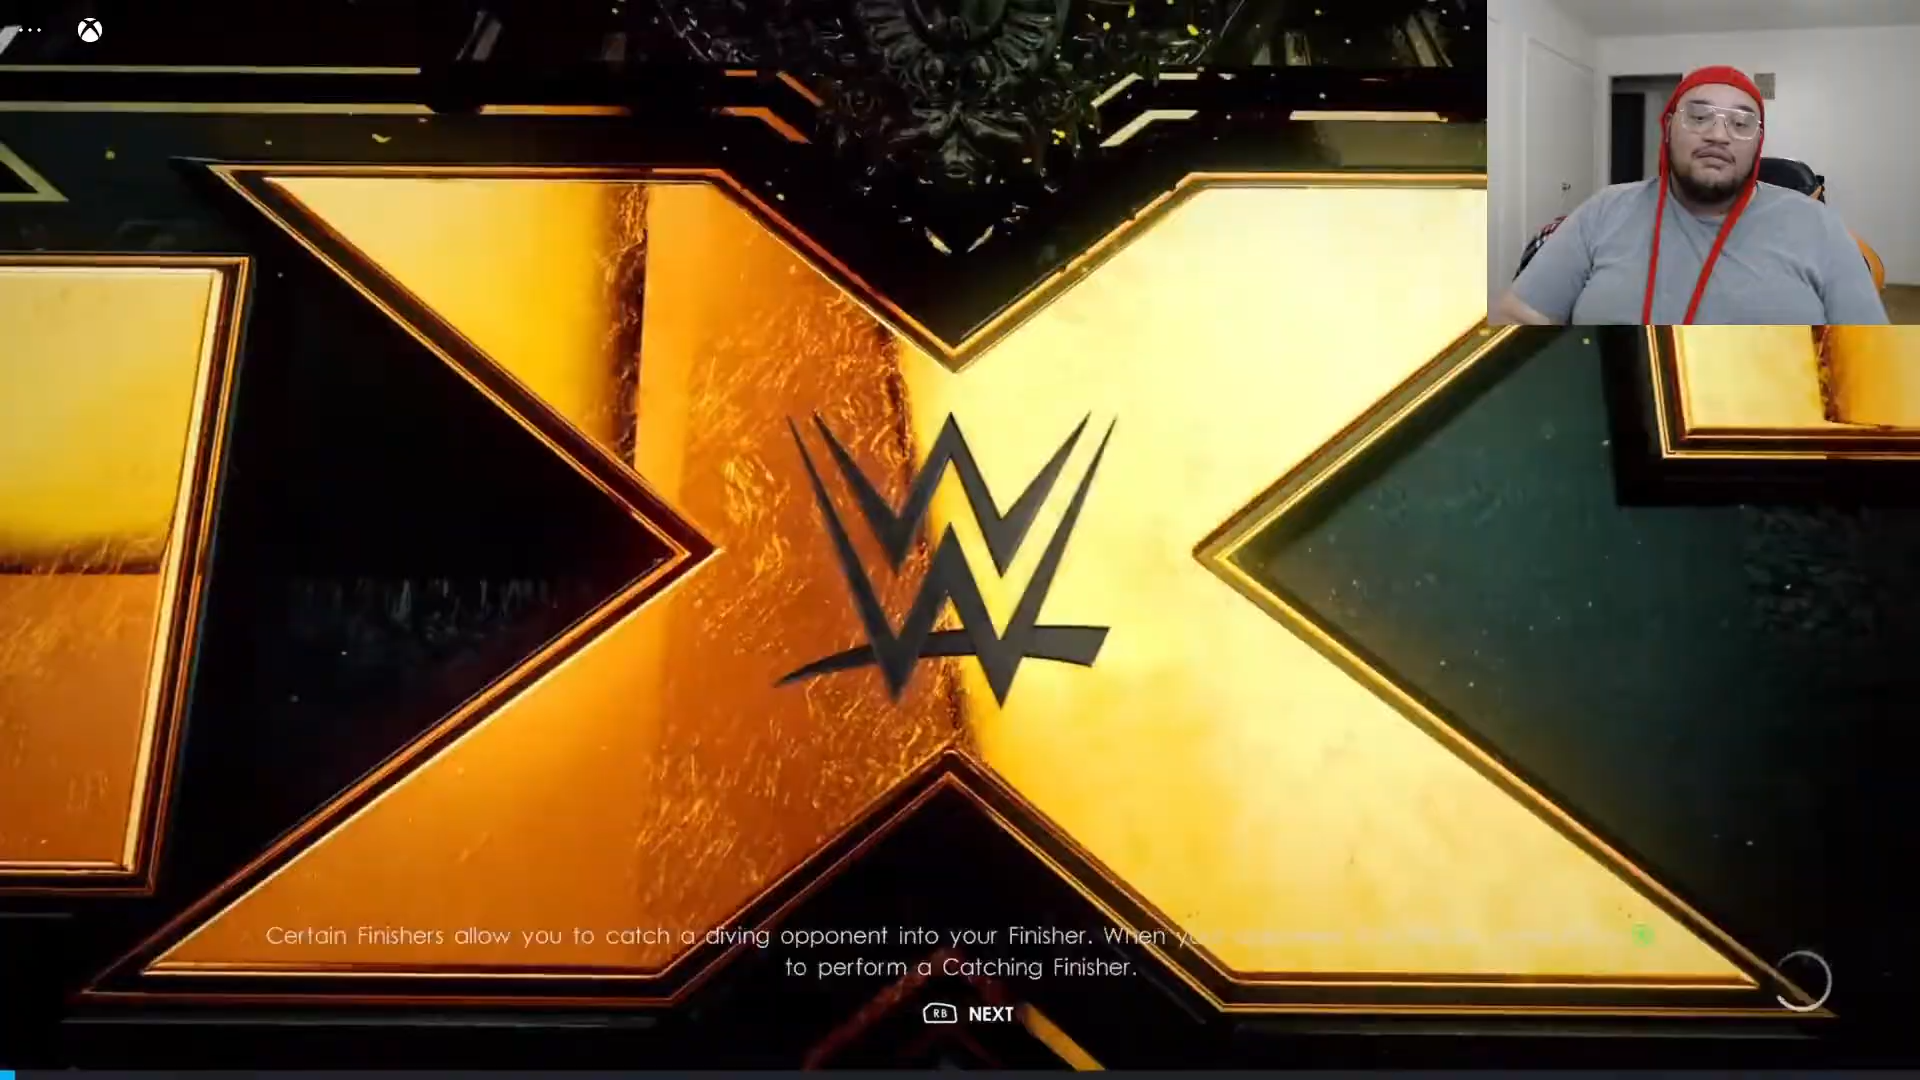 Certain Finishers allow you to catch a diving opponent into your Finisher. When
to perform a Catching Finisher.
RB NEXT